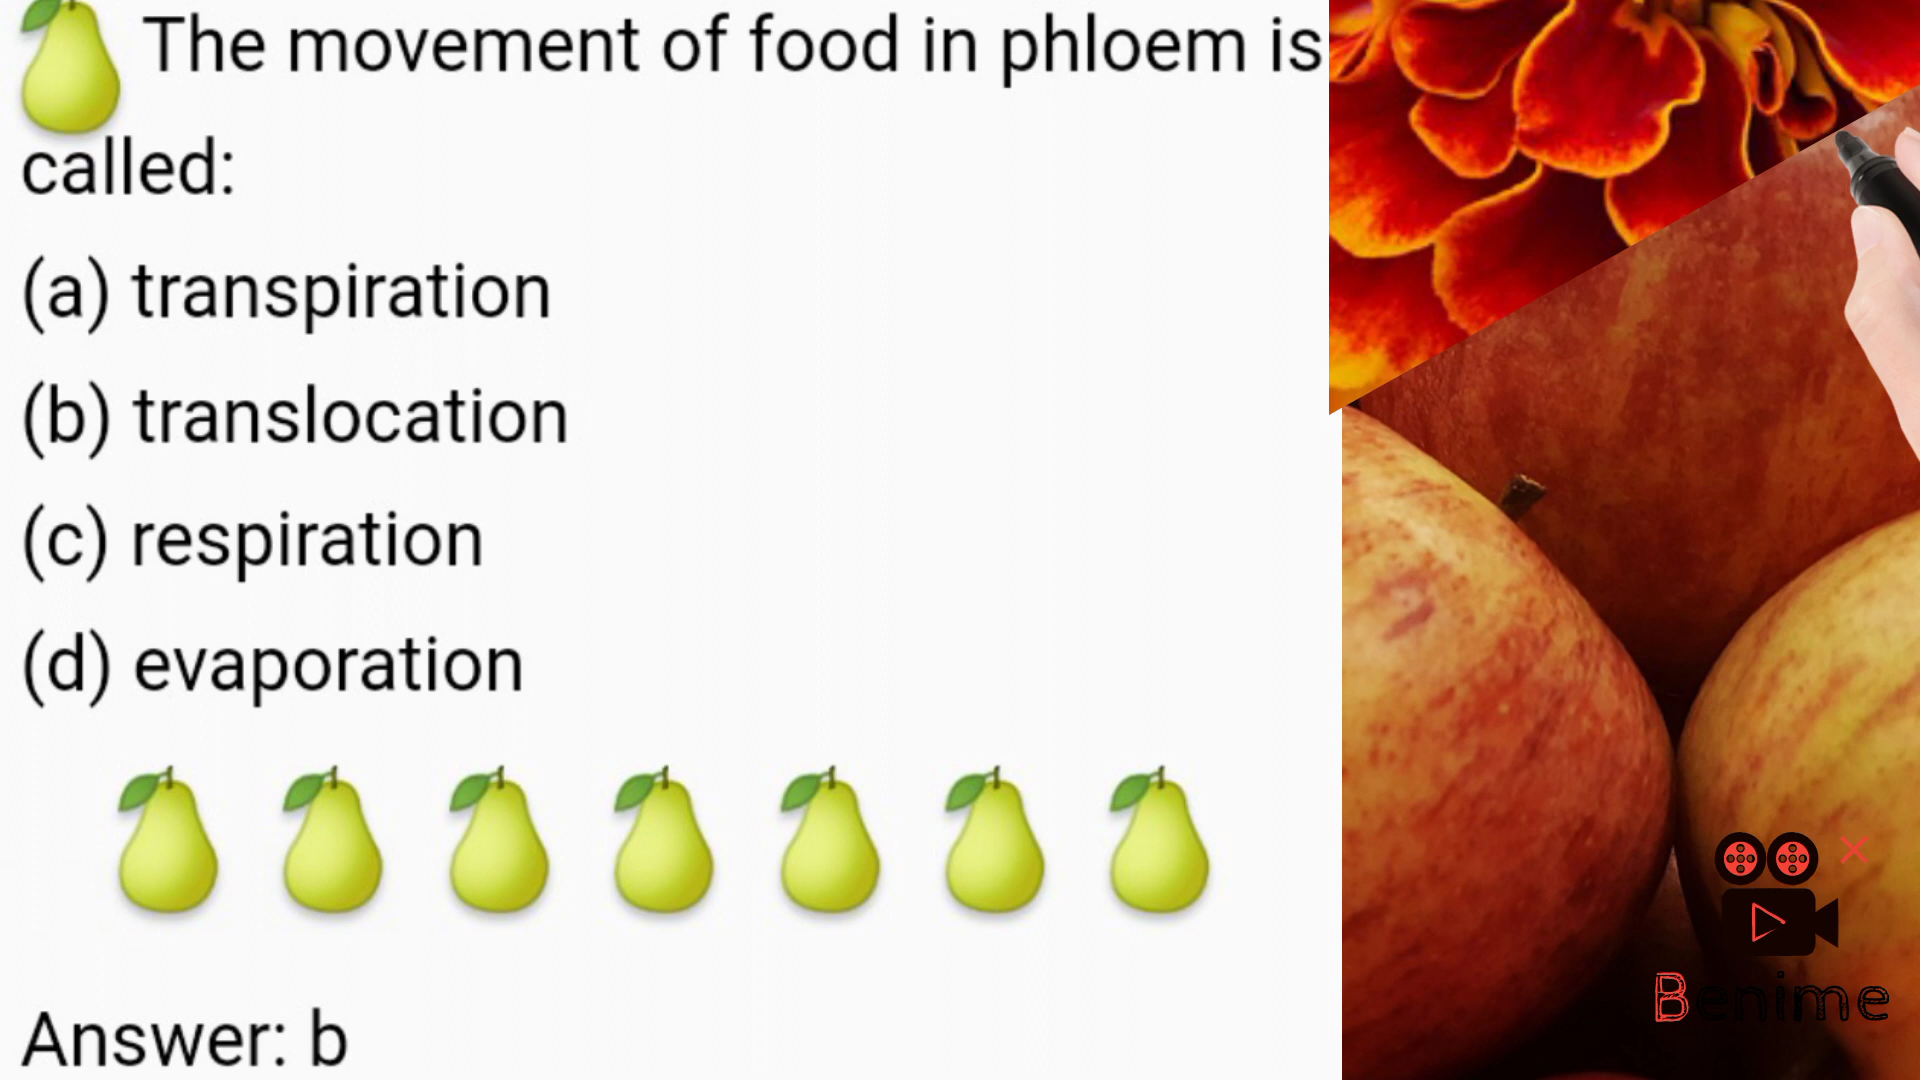 The movement of food in phloem is
called:
(a) transpiration
(b) translocation
(c) respiration
(d) evaporation
Answer: b
Benime